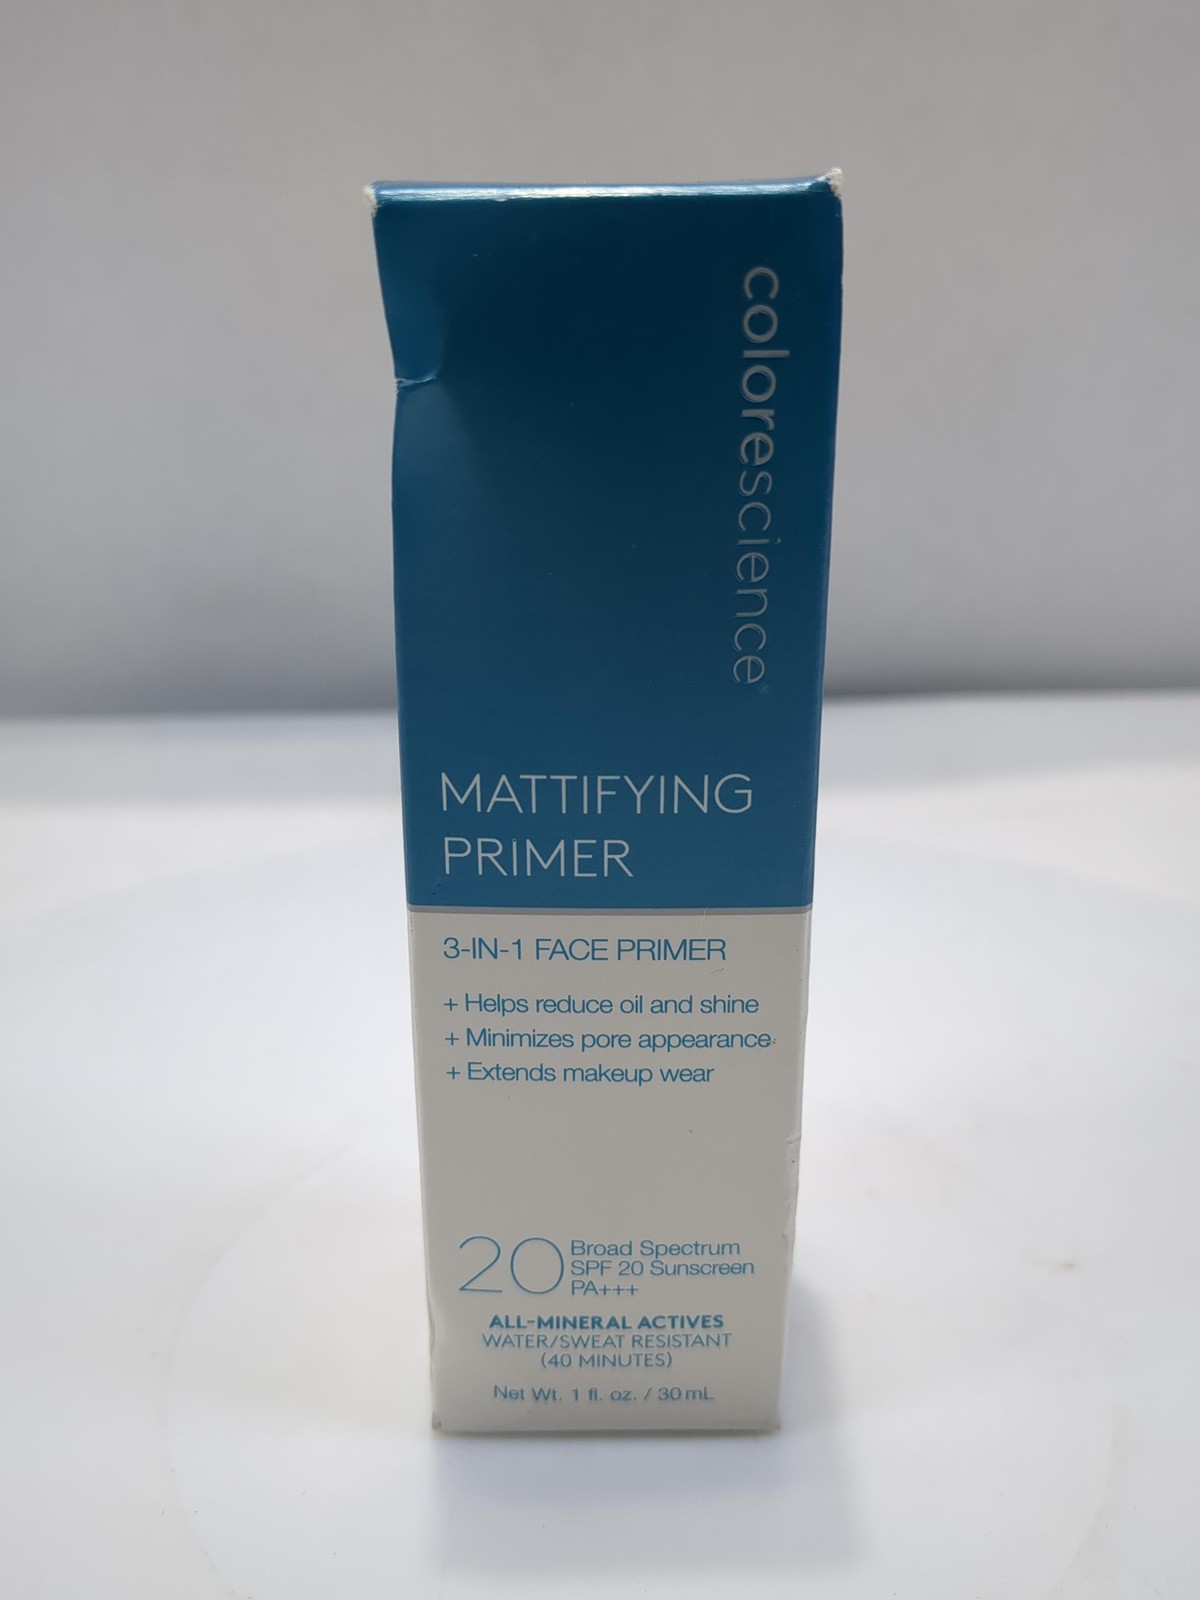 colorescience®
MATTIFYING
PRIMER
3-IN-1 FACE PRIMER
+ Helps reduce oil and shine
+ Minimizes pore appearance
+ Extends makeup wear
20
Broad Spectrum
SPF 20 Sunscreen
PA+++
ALL-MINERAL ACTIVES
WATER/SWEAT RESISTANT
(40 MINUTES)
Net Wt. 1 fl. oz. / 30 mL